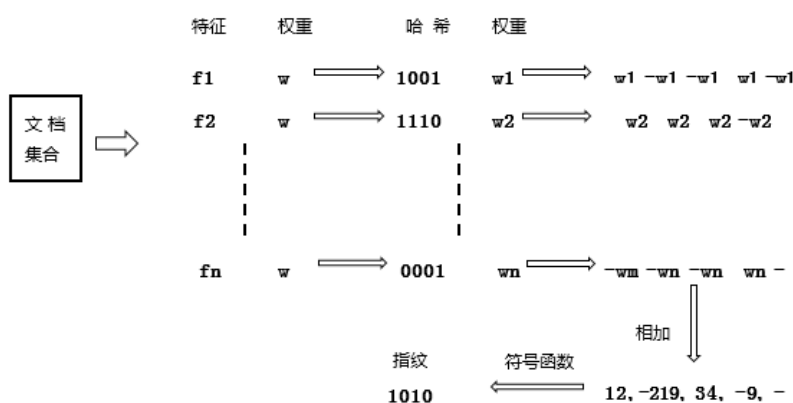 特征 权重 哈 希 权重
f1 w 1001 w1 w1 -w1 -w1 w1 -w1
文 档
集合
f2 w 1110 w2 w2 w2 w2 -w2
fn w 0001 wn -wm -wn -wn wn -
相加
指纹 符号函数
1010 12, -219, 34, -9, -